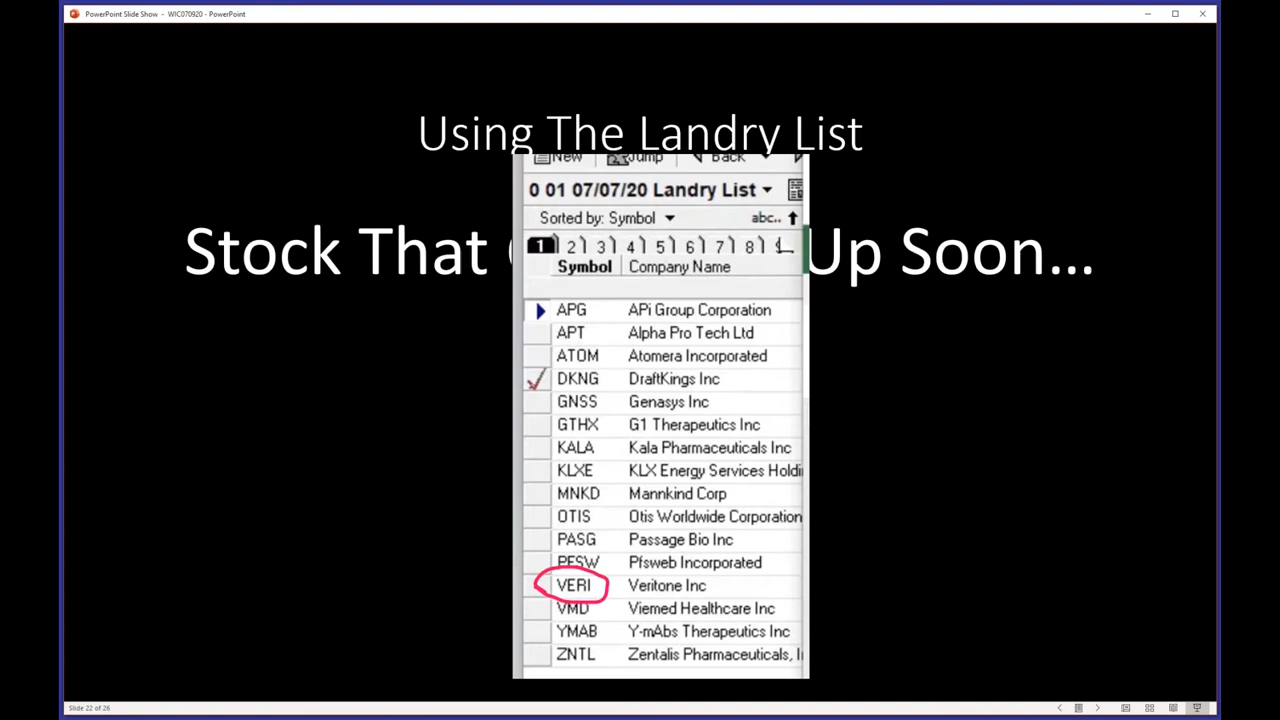 PowerPoint Slide Show - WIC070920 - PowerPoint
Using The Landry List
Stock That Up Soon...
New Jump Back
0 01 07/07/20 Landry List
Sorted by: Symbol abc..
1 2 3 4 5 6 7 8
Symbol Company Name
APG APi Group Corporation
APT Alpha Pro Tech Ltd
ATOM Atomera Incorporated
DKNG DraftKings Inc
GNSS Genasys Inc
GTHX G1 Therapeutics Inc
KALA Kala Pharmaceuticals Inc
KLXE KLX Energy Services Holdi
MNKD Mannkind Corp
OTIS Otis Worldwide Corporation
PASG Passage Bio Inc
PFSW Pfsweb Incorporated
VERI Veritone Inc
VMD Viemed Healthcare Inc
YMAB Y-mAbs Therapeutics Inc
ZNTL Zentalis Pharmaceuticals, I
Slide 22 of 26